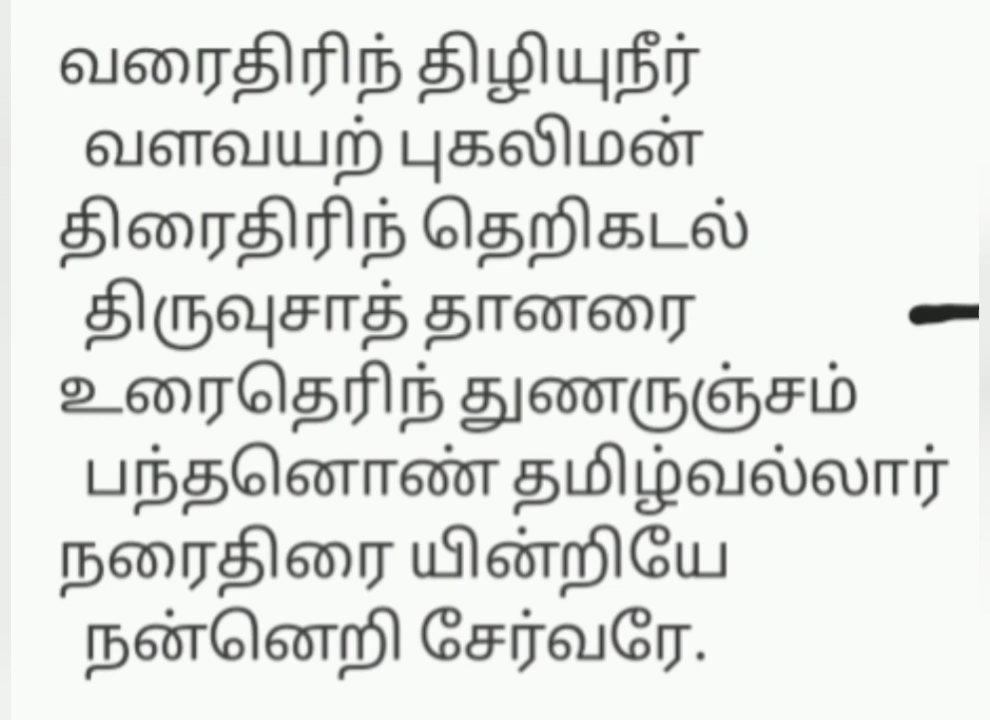 வரைதிரிந் திழியுநீர்
வளவயற் புகலிமன்
திரைதிரிந் தெறிகடல்
திருவுசாத் தானரை
உரைதெரிந் துணருஞ்சம்
பந்தனொண் தமிழ்வல்லார்
நரைதிரை யின்றியே
நன்னெறி சேர்வரே.